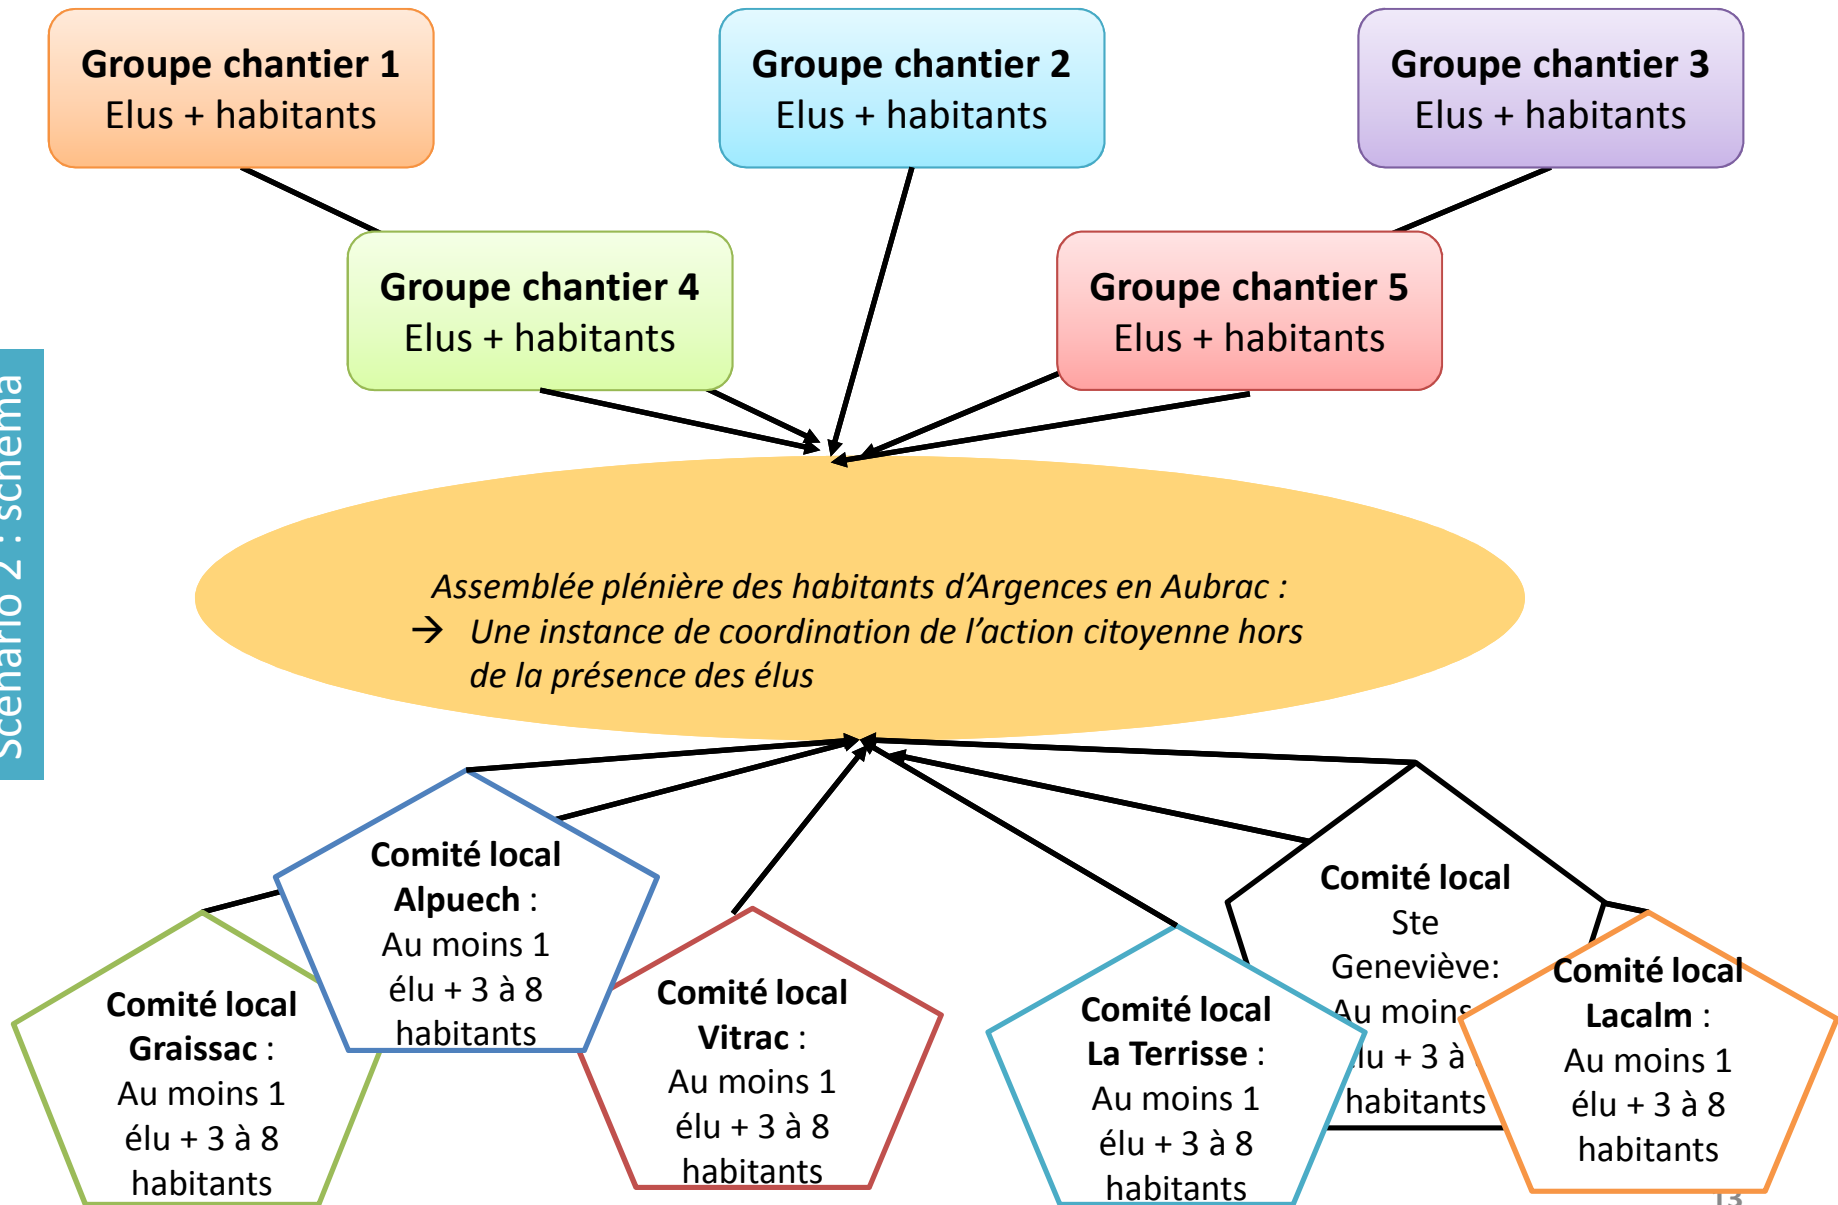 Groupe chantier 1
Elus + habitants
Groupe chantier 2
Elus + habitants
Groupe chantier 3
Elus + habitants
Groupe chantier 4
Elus + habitants
Groupe chantier 5
Elus + habitants
Scénario 2 : schéma
Assemblée plénière des habitants d’Argences en Aubrac :
→ Une instance de coordination de l’action citoyenne hors
de la présence des élus
Comité local
Graissac :
Au moins 1
élu + 3 à 8
habitants
Comité local
Alpuech :
Au moins 1
élu + 3 à 8
habitants
Comité local
Vitrac :
Au moins 1
élu + 3 à 8
habitants
Comité local
La Terrisse :
Au moins 1
élu + 3 à 8
habitants
Comité local
Ste
Geneviève:
Au moins
+ 3 à
habitants
Comité local
Lacalm :
Au moins 1
élu + 3 à 8
habitants
13